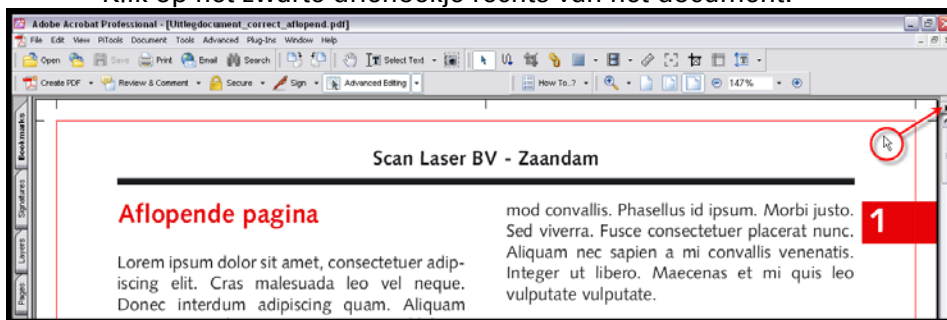 Klik op het zwarte driehoekje rechts van het document.
Adobe Acrobat Professional - [Uitlegdocument_correct_aflopend.pdf]
File Edit View PiTools Document Tools Advanced Plug-Ins Window Help
Open Save Print Email Search Select Text
Create PDF Review & Comment Secure Sign Advanced Editing How To..? 147%
Bookmarks
Signatures
Layers
Pages
Scan Laser BV - Zaandam
Aflopende pagina
Lorem ipsum dolor sit amet, consectetuer adip-
iscing elit. Cras malesuada leo vel neque.
Donec interdum adipiscing quam. Aliquam
mod convallis. Phasellus id ipsum. Morbi justo.
Sed viverra. Fusce consectetuer placerat nunc.
Aliquam nec sapien a mi convallis venenatis.
Integer ut libero. Maecenas et mi quis leo
vulputate vulputate.
1